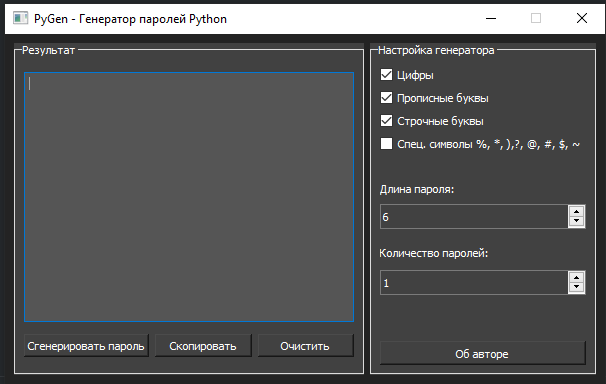 PyGen - Генератор паролей Python
Результат
Сгенерировать пароль
Скопировать
Очистить
Настройка генератора
Цифры
Прописные буквы
Строчные буквы
Спец. символы %, *, ),?, @, #, $, ~
Длина пароля:
6
Количество паролей:
1
Об авторе